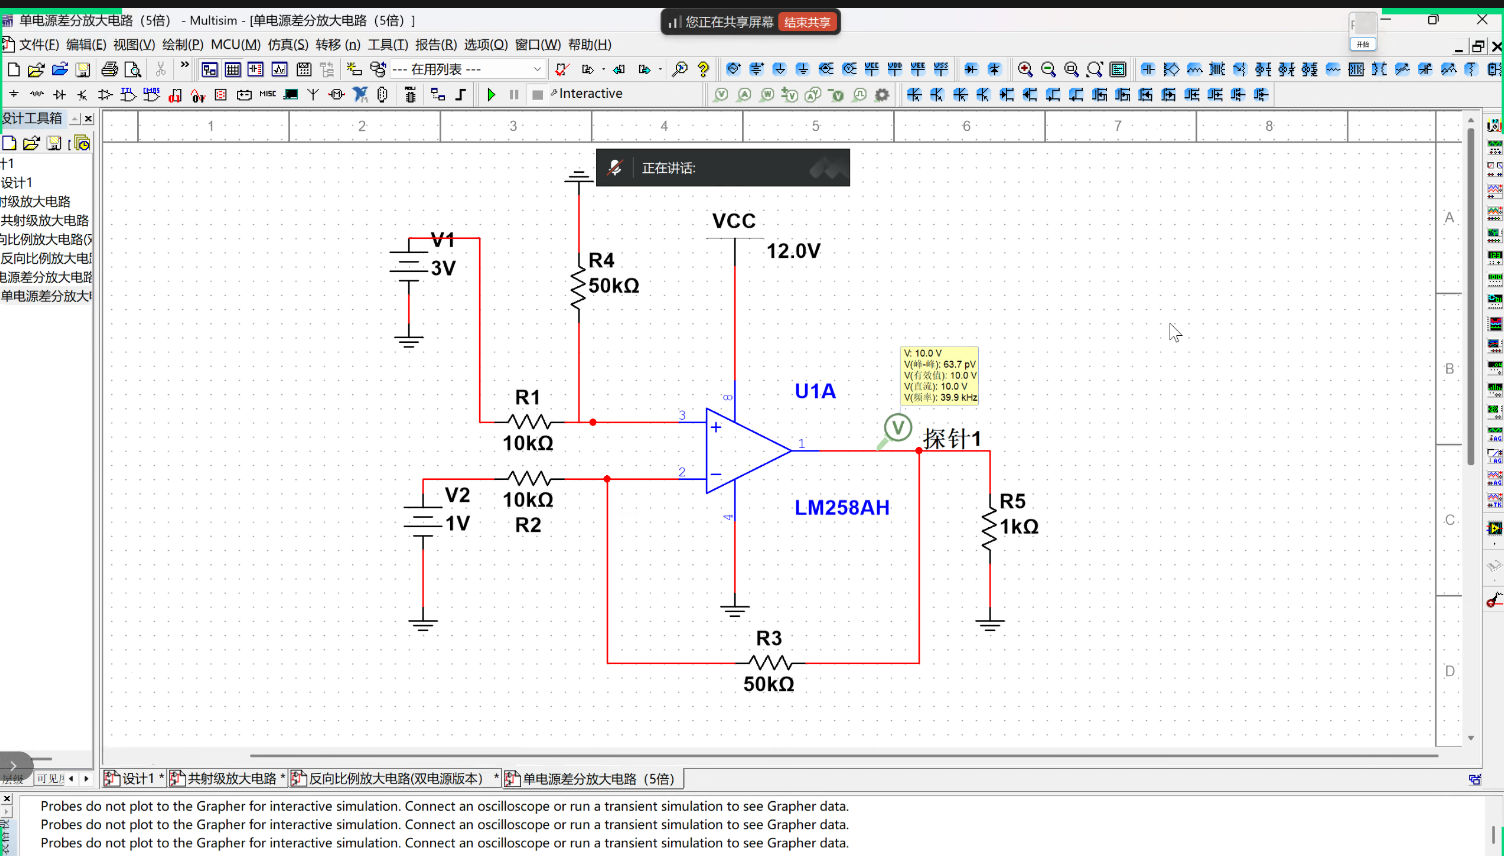 单电源差分放大电路（5倍） - Multisim - [单电源差分放大电路（5倍）]
您正在共享屏幕 结束共享
开始
文件(F) 编辑(E) 视图(V) 绘制(P) MCU(M) 仿真(S) 转移(n) 工具(T) 报告(R) 选项(O) 窗口(W) 帮助(H)
--- 在用列表 ---
Interactive
设计工具箱
计1
设计1
射级放大电路
共射级放大电路
向比例放大电路(双
反向比例放大电
电源差分放大电路
单电源差分放大
层级 可见
1 2 3 4 5 6 7 8
A
B
C
D
正在讲话:
VCC
12.0V
V1
3V
R4
50kΩ
V: 10.0 V
V(峰-峰): 63.7 pV
V(有效值): 10.0 V
V(直流): 10.0 V
V(频率): 39.9 kHz
U1A
R1
10kΩ
3
8
1
2
4
V
探针1
V2
1V
10kΩ
R2
LM258AH
R5
1kΩ
R3
50kΩ
设计1 * 共射级放大电路 * 反向比例放大电路(双电源版本) * 单电源差分放大电路（5倍）
Probes do not plot to the Grapher for interactive simulation. Connect an oscilloscope or run a transient simulation to see Grapher data.
Probes do not plot to the Grapher for interactive simulation. Connect an oscilloscope or run a transient simulation to see Grapher data.
Probes do not plot to the Grapher for interactive simulation. Connect an oscilloscope or run a transient simulation to see Grapher data.